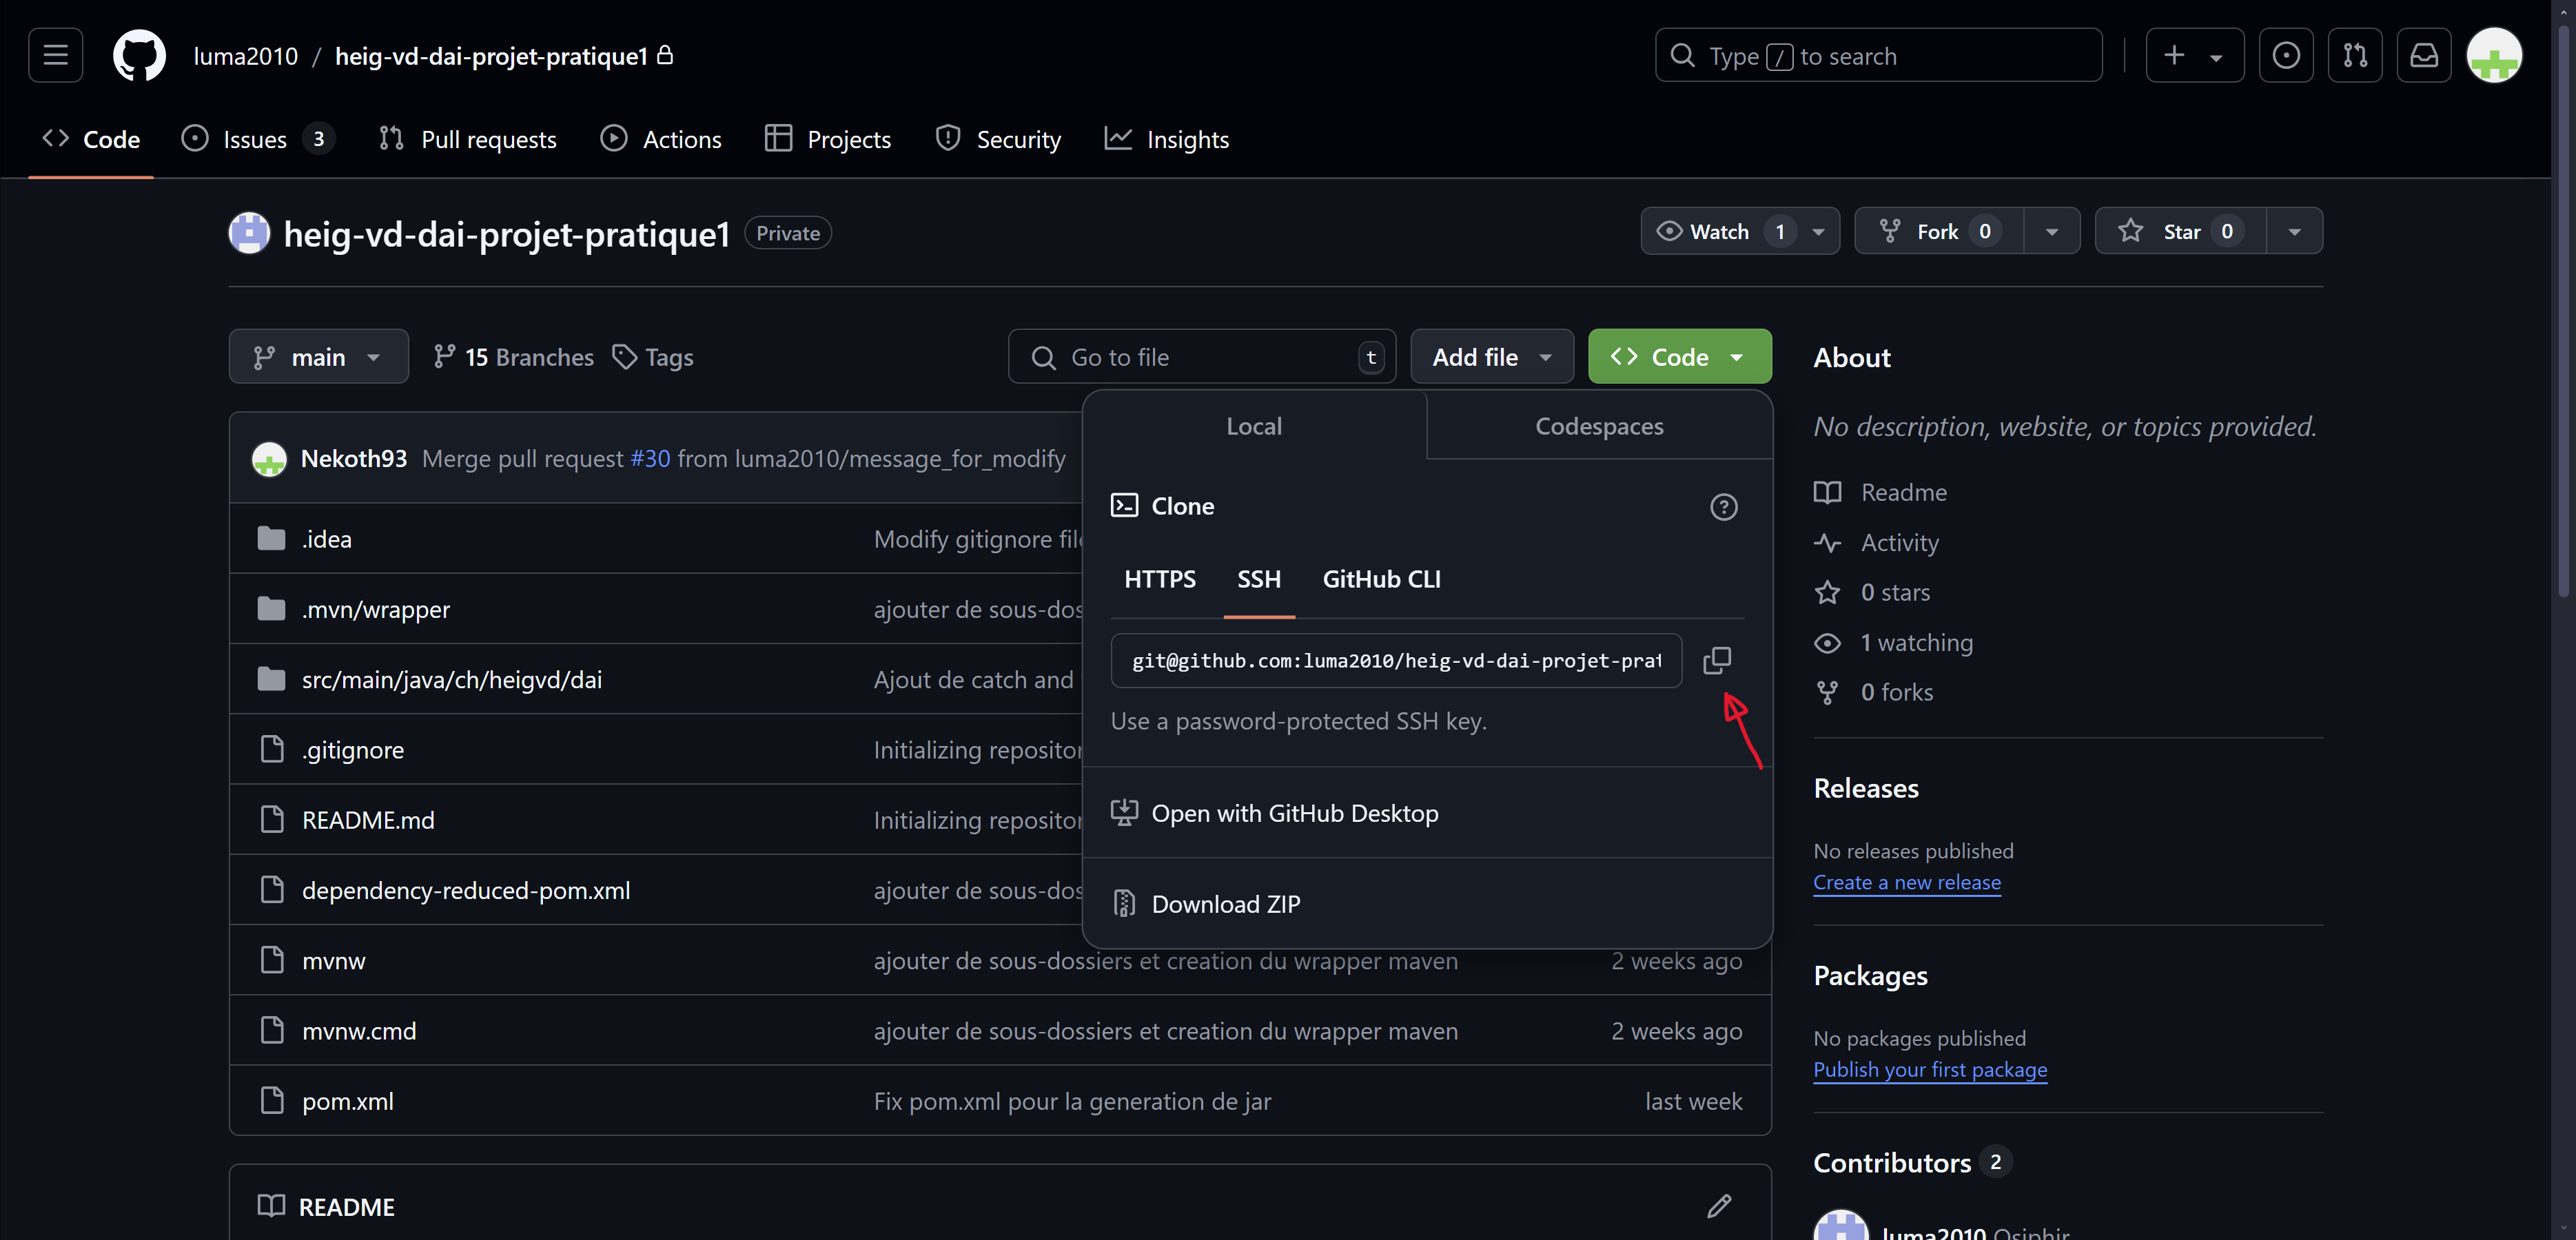 luma2010 / heig-vd-dai-projet-pratique1
Type / to search
Code
Issues 3
Pull requests
Actions
Projects
Security
Insights
heig-vd-dai-projet-pratique1 Private
Watch 1
Fork 0
Star 0
main
15 Branches
Tags
Go to file t
Add file
Code
Nekoth93 Merge pull request #30 from luma2010/message_for_modify
.idea Modify gitignore file
.mvn/wrapper ajouter de sous-dos
src/main/java/ch/heigvd/dai Ajout de catch and
.gitignore Initializing repositor
README.md Initializing repositor
dependency-reduced-pom.xml ajouter de sous-dos
mvnw ajouter de sous-dossiers et creation du wrapper maven 2 weeks ago
mvnw.cmd ajouter de sous-dossiers et creation du wrapper maven 2 weeks ago
pom.xml Fix pom.xml pour la generation de jar last week
README
Local
Codespaces
Clone
HTTPS SSH GitHub CLI
git@github.com:luma2010/heig-vd-dai-projet-prat
Use a password-protected SSH key.
Open with GitHub Desktop
Download ZIP
About
No description, website, or topics provided.
Readme
Activity
0 stars
1 watching
0 forks
Releases
No releases published
Create a new release
Packages
No packages published
Publish your first package
Contributors 2
luma2010 Osiphir